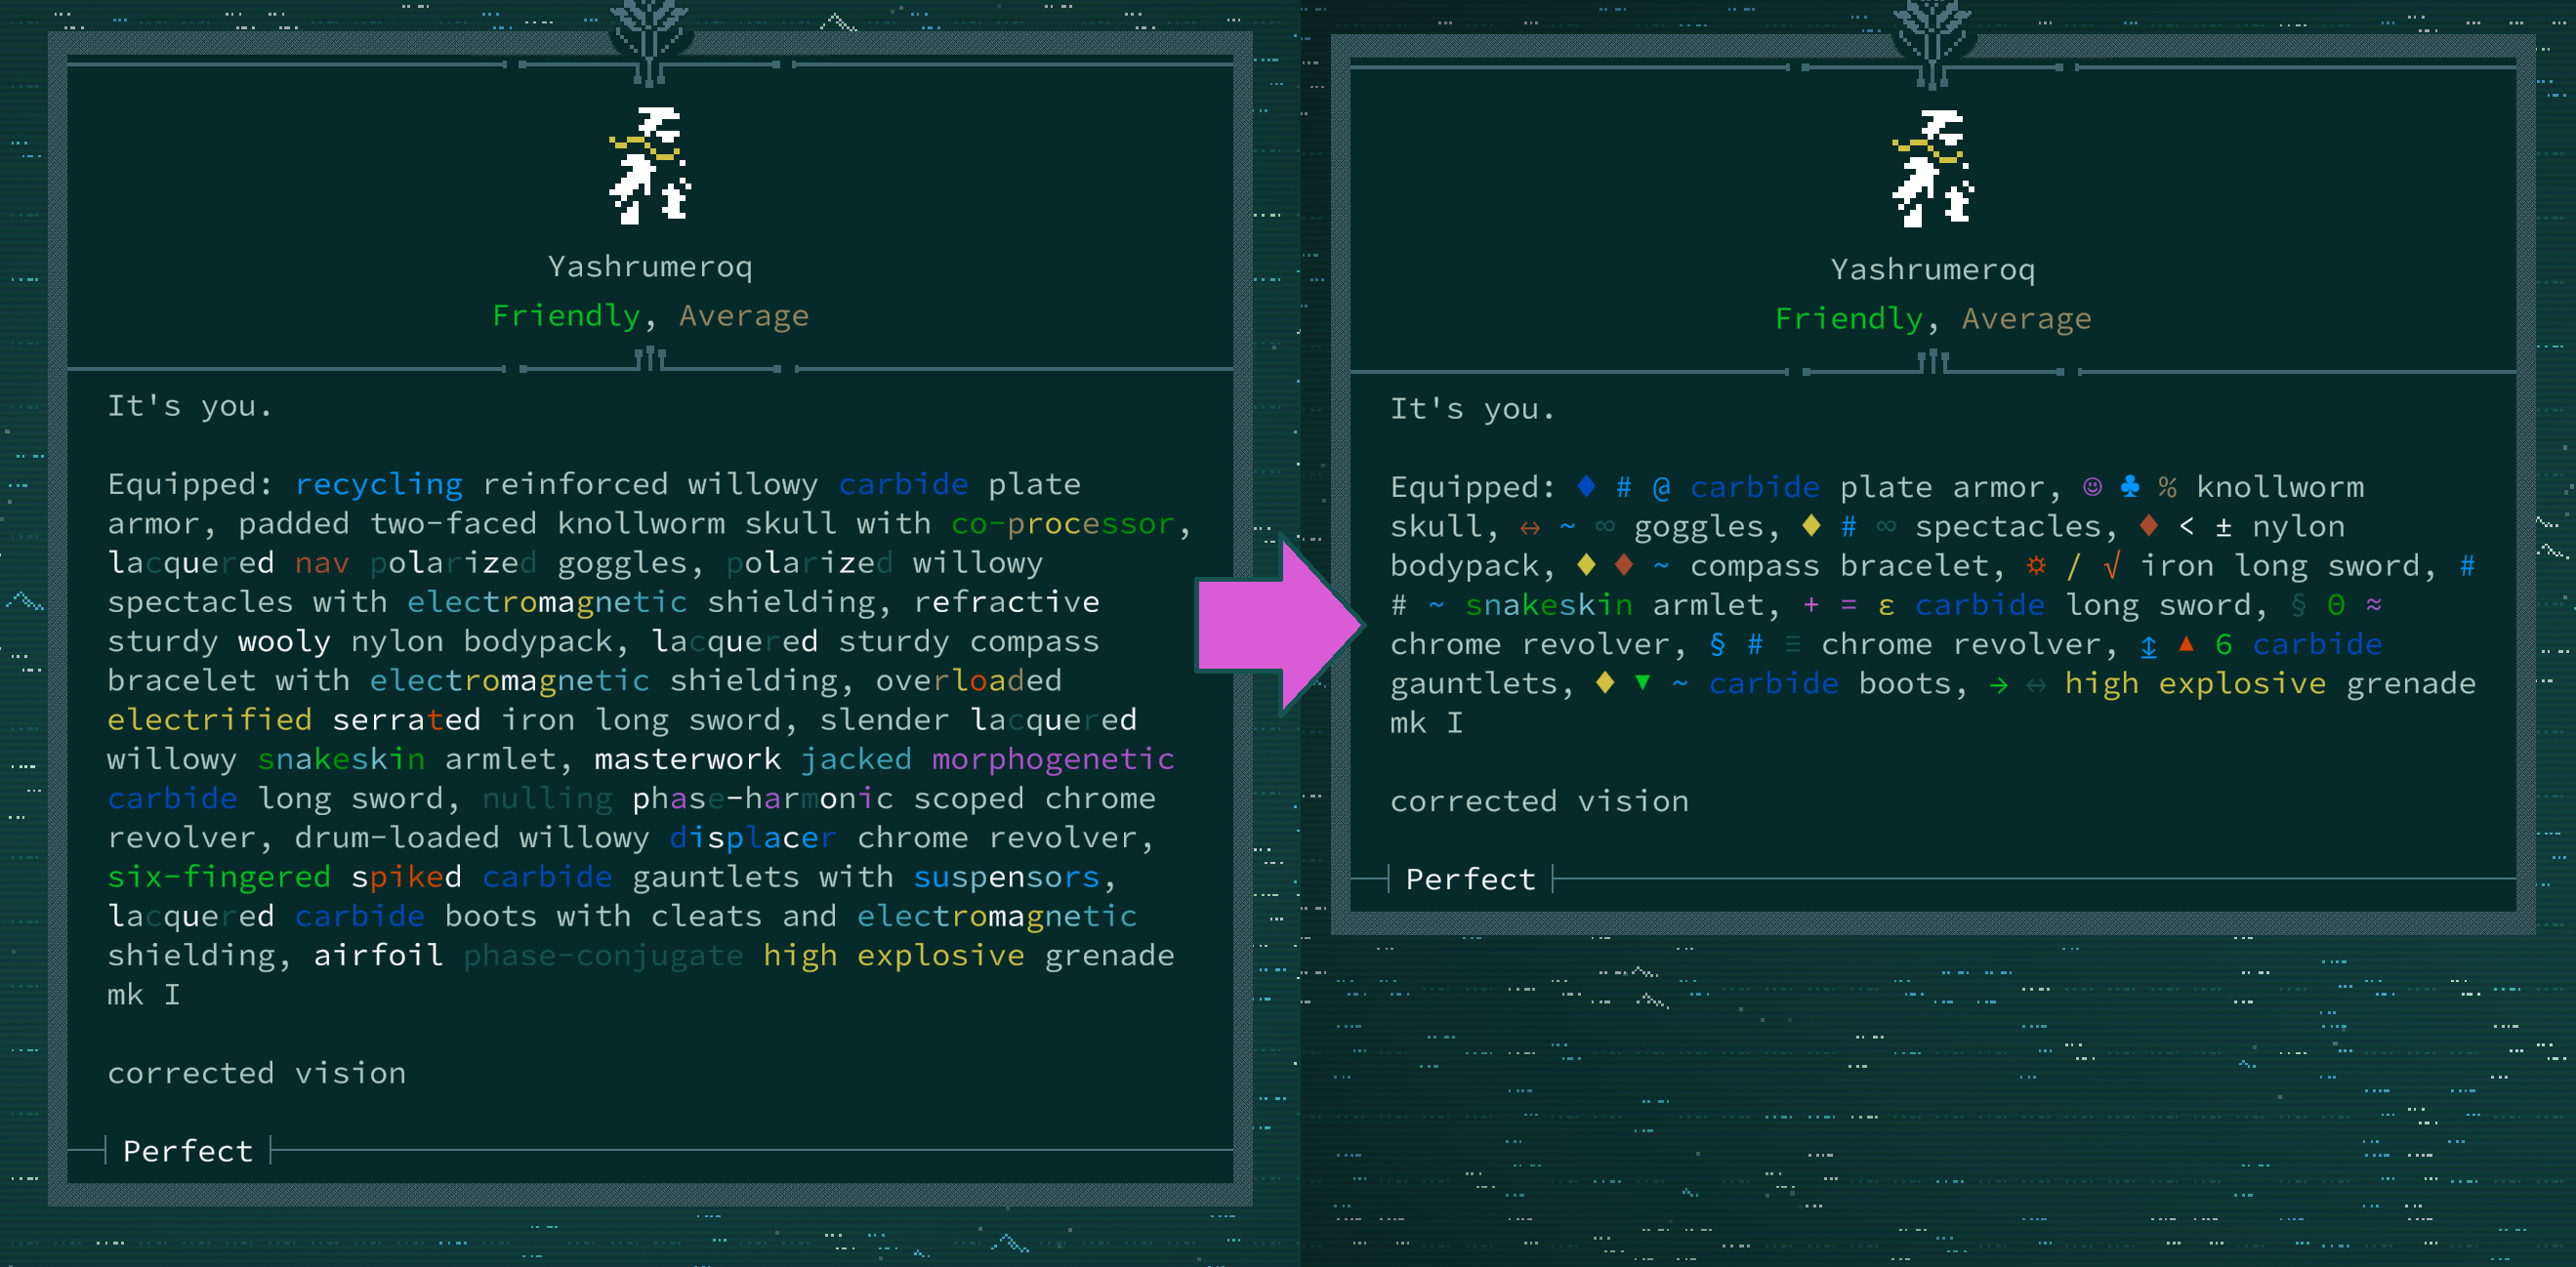 Yashrumeroq
Friendly, Average
It's you.
Equipped: recycling reinforced willowy carbide plate
armor, padded two-faced knollworm skull with co-processor,
lacquered nav polarized goggles, polarized willowy
spectacles with electromagnetic shielding, refractive
sturdy wooly nylon bodypack, lacquered sturdy compass
bracelet with electromagnetic shielding, overloaded
electrified serrated iron long sword, slender lacquered
willowy snakeskin armlet, masterwork jacked morphogenetic
carbide long sword, nulling phase-harmonic scoped chrome
revolver, drum-loaded willowy displacer chrome revolver,
six-fingered spiked carbide gauntlets with suspensors,
lacquered carbide boots with cleats and electromagnetic
shielding, airfoil phase-conjugate high explosive grenade
mk I
corrected vision
Perfect
Yashrumeroq
Friendly, Average
It's you.
Equipped: ♦ # @ carbide plate armor, ☺ ♣ % knollworm
skull, ↔ ~ ∞ goggles, ♦ # ∞ spectacles, ♦ < ± nylon
bodypack, ♦ ♦ ~ compass bracelet, ☼ / √ iron long sword, #
# ~ snakeskin armlet, + = ε carbide long sword, § Θ ≈
chrome revolver, § # ≡ chrome revolver, ↨ ▲ 6 carbide
gauntlets, ♦ ▼ ~ carbide boots, → ↔ high explosive grenade
mk I
corrected vision
Perfect